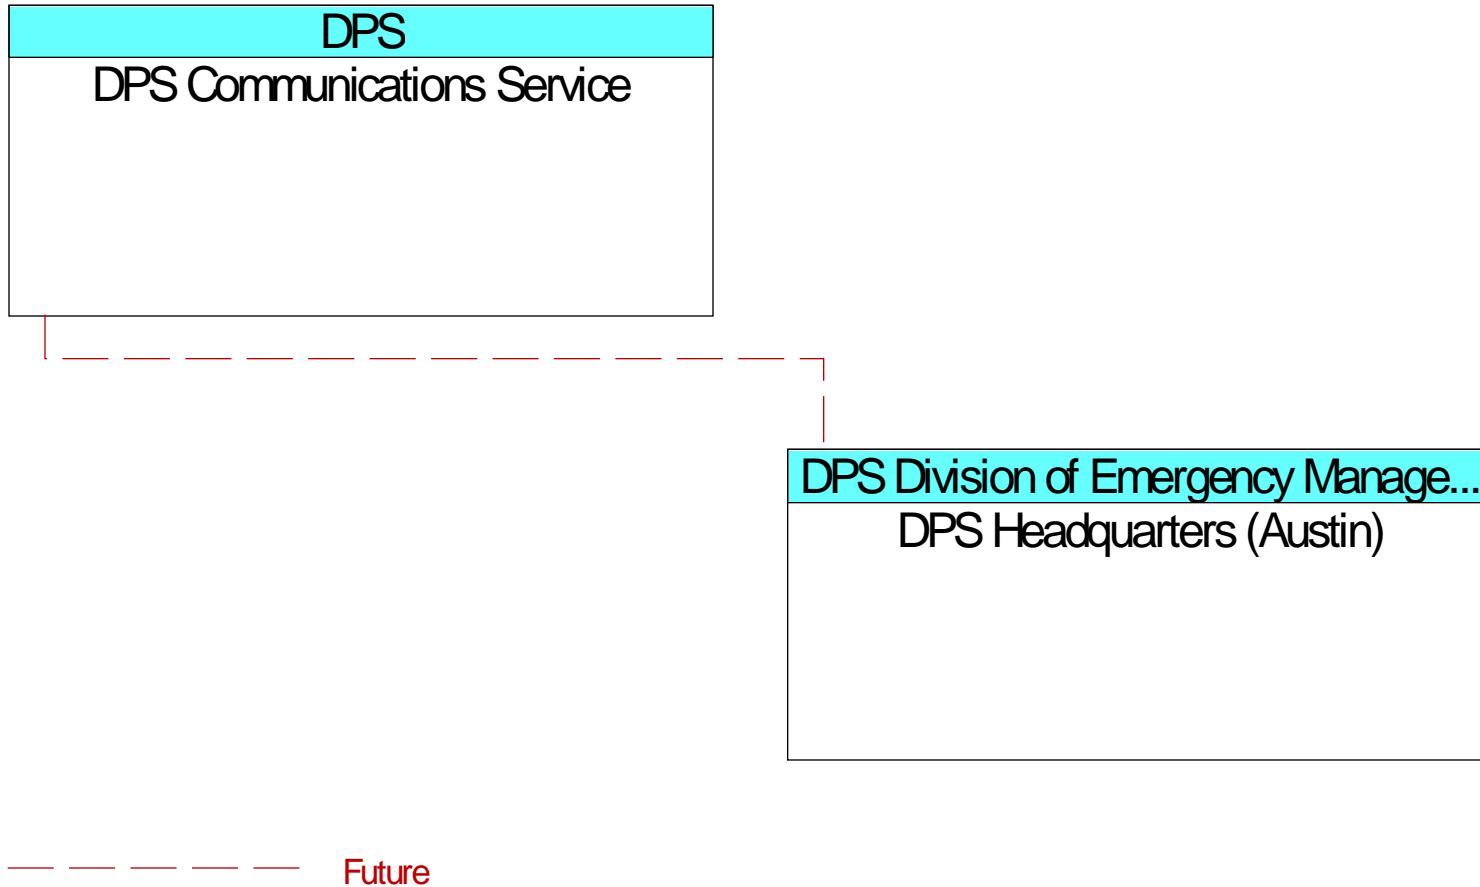 DPS
DPS Communications Service
DPS Division of Emergency Manage...
DPS Headquarters (Austin)
Future